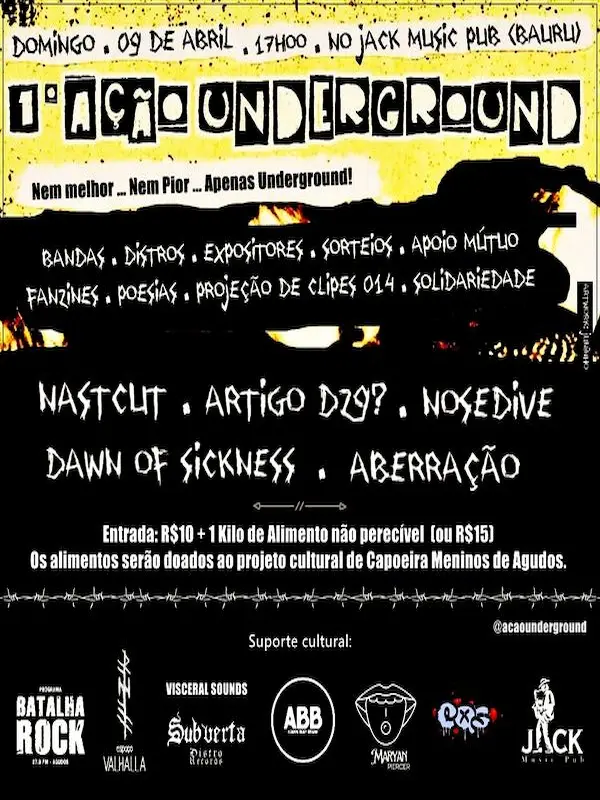 DOMINGO . 09 DE ABRIL . 17H00 . NO JACK MUSIC PUB (BAURU)
1º AÇÃO UNDERGROUND
Nem melhor ... Nem Pior ... Apenas Underground!
BANDAS . DISTROS . EXPOSITORES . SORTEIOS . APOIO MÚTUO
FANZINES . POESIAS . PROJEÇÃO DE CLIPES 014 . SOLIDARIEDADE
NASTCUT . ARTIGO DZ9? . NOSEDIVE
DAWN OF SICKNESS . ABERRAÇÃO
Entrada: R$10 + 1 Kilo de Alimento não perecível (ou R$15)
Os alimentos serão doados ao projeto cultural de Capoeira Meninos de Agudos.
@acaounderground
Suporte cultural:
PROGRAMA
BATALHA
ROCK
87.9 FM - AGUDOS
espaço
VALHALLA
VISCERAL SOUNDS
Subverta
Distro
Records
ABB
MARYAN
PIERCER
JACK
Music Pub